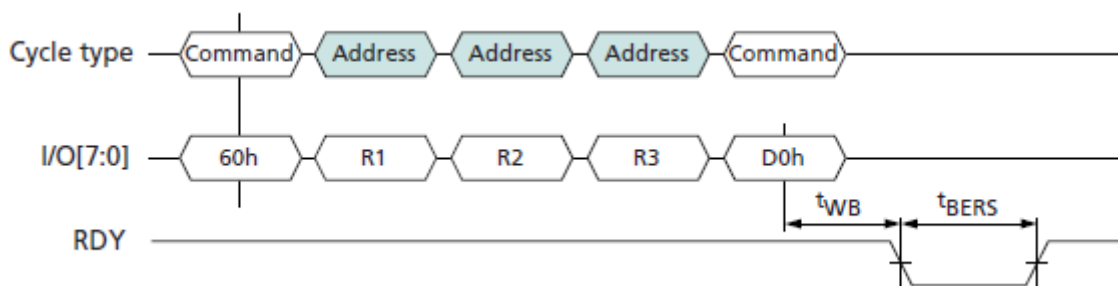 Cycle type Command Address Address Address Command
I/O[7:0] 60h R1 R2 R3 D0h
tWB tBERS
RDY